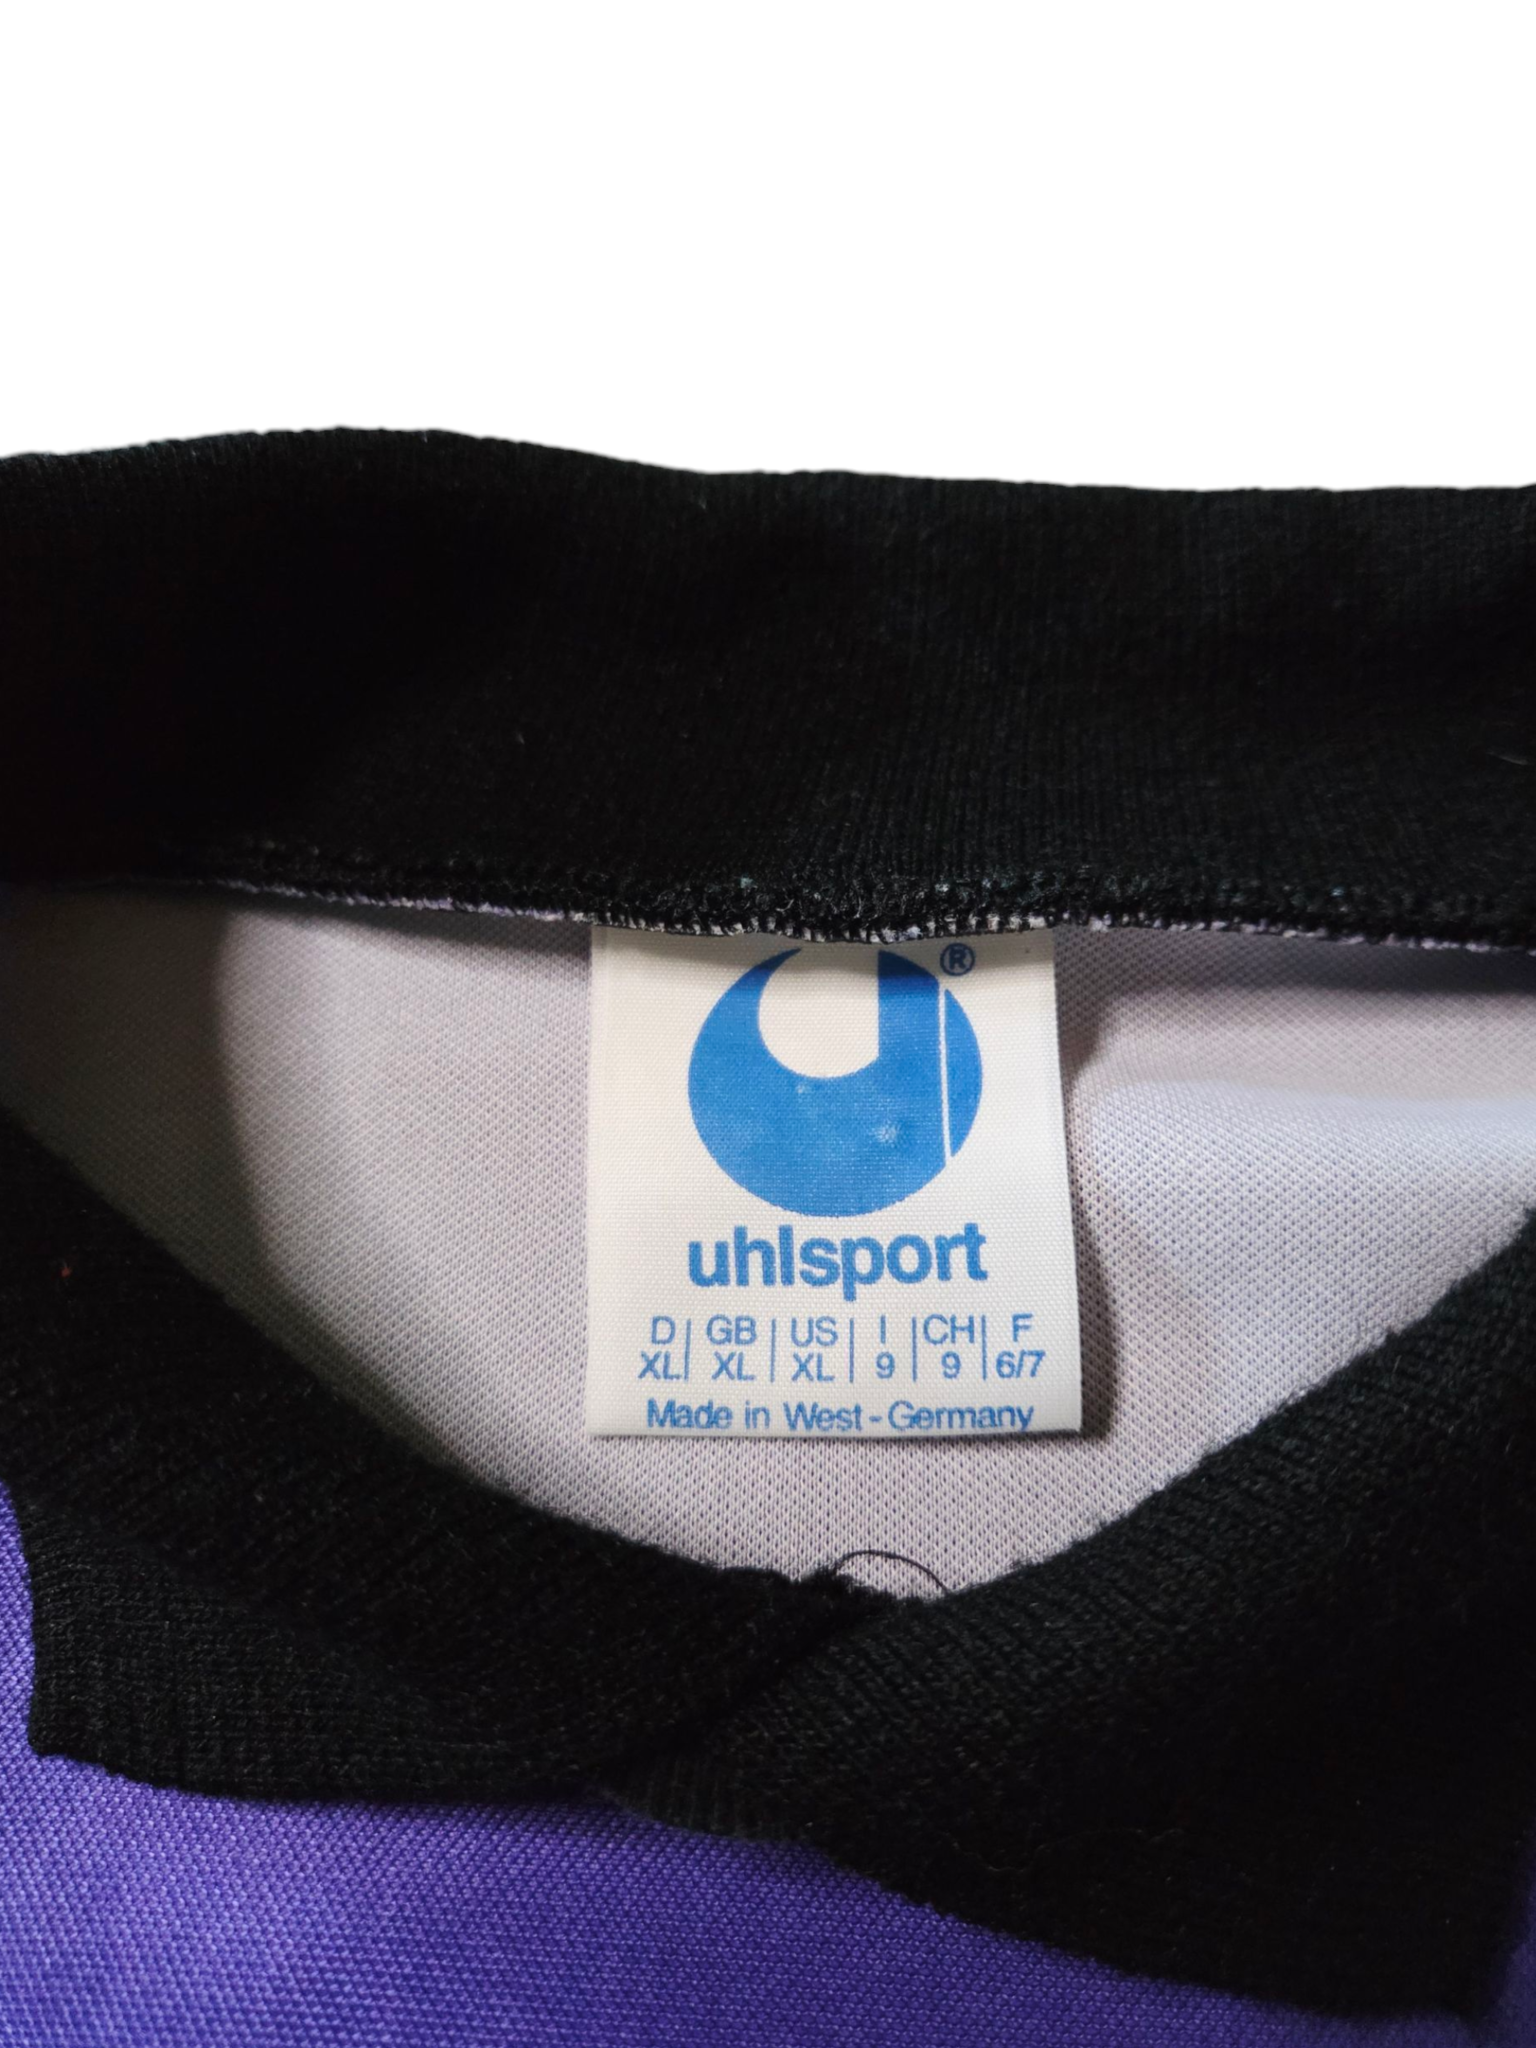 ®
uhlsport
D | GB | US | I | CH | F
XL | XL | XL | 9 | 9 | 6/7
Made in West-Germany